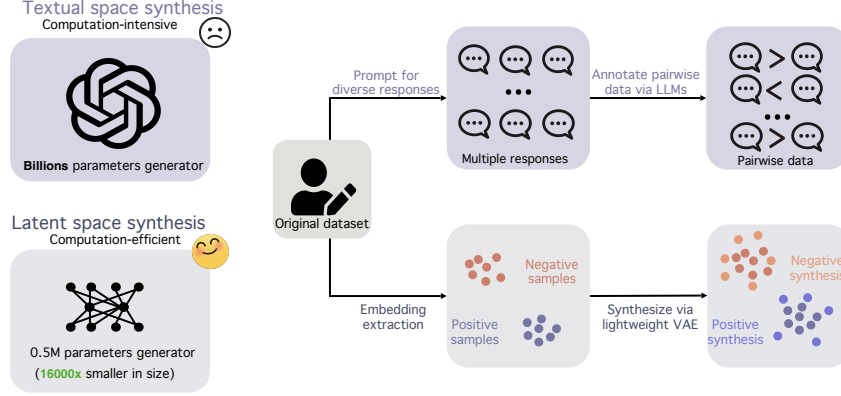 Textual space synthesis
Computation-intensive
Billions parameters generator
Latent space synthesis
Computation-efficient
0.5M parameters generator
(16000x smaller in size)
Original dataset
Prompt for
diverse responses
Multiple responses
Annotate pairwise
data via LLMs
>
<
>
Pairwise data
Embedding
extraction
Negative
samples
Positive
samples
Synthesize via
lightweight VAE
Negative
synthesis
Positive
synthesis